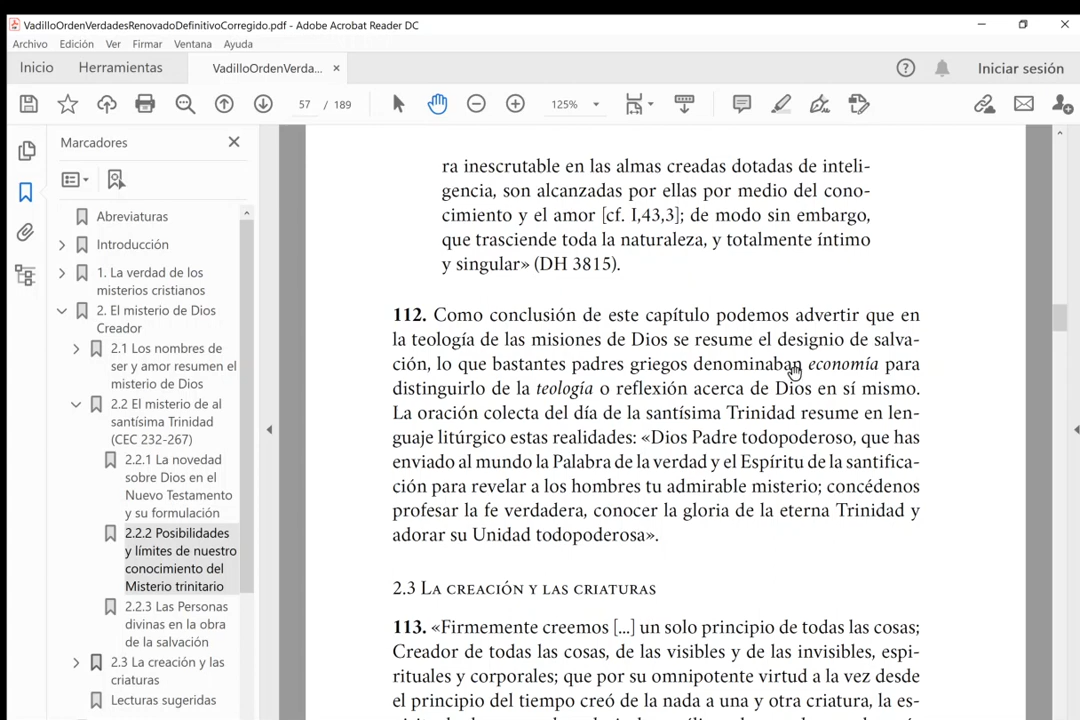 VadilloOrdenVerdadesRenovadoDefinitivoCorregido.pdf - Adobe Acrobat Reader DC
Archivo Edición Ver Firmar Ventana Ayuda
Inicio Herramientas VadilloOrdenVerda... × Iniciar sesión
57 / 189 125%
Marcadores
Abreviaturas
Introducción
1. La verdad de los
misterios cristianos
2. El misterio de Dios
Creador
2.1 Los nombres de
ser y amor resumen el
misterio de Dios
2.2 El misterio de al
santísima Trinidad
(CEC 232-267)
2.2.1 La novedad
sobre Dios en el
Nuevo Testamento
y su formulación
2.2.2 Posibilidades
y límites de nuestro
conocimiento del
Misterio trinitario
2.2.3 Las Personas
divinas en la obra
de la salvación
2.3 La creación y las
criaturas
Lecturas sugeridas
ra inescrutable en las almas creadas dotadas de inteli-
gencia, son alcanzadas por ellas por medio del cono-
cimiento y el amor [cf. I,43,3]; de modo sin embargo,
que trasciende toda la naturaleza, y totalmente íntimo
y singular» (DH 3815).
112. Como conclusión de este capítulo podemos advertir que en
la teología de las misiones de Dios se resume el designio de salva-
ción, lo que bastantes padres griegos denominaban economía para
distinguirlo de la teología o reflexión acerca de Dios en sí mismo.
La oración colecta del día de la santísima Trinidad resume en len-
guaje litúrgico estas realidades: «Dios Padre todopoderoso, que has
enviado al mundo la Palabra de la verdad y el Espíritu de la santifica-
ción para revelar a los hombres tu admirable misterio; concédenos
profesar la fe verdadera, conocer la gloria de la eterna Trinidad y
adorar su Unidad todopoderosa».
2.3 La creación y las criaturas
113. «Firmemente creemos [...] un solo principio de todas las cosas;
Creador de todas las cosas, de las visibles y de las invisibles, espi-
rituales y corporales; que por su omnipotente virtud a la vez desde
el principio del tiempo creó de la nada a una y otra criatura, la es-